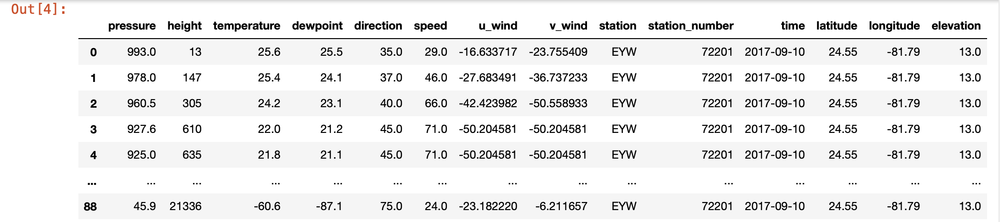 Out[4]:
pressure height temperature dewpoint direction speed u_wind v_wind station station_number time latitude longitude elevation
0 993.0 13 25.6 25.5 35.0 29.0 -16.633717 -23.755409 EYW 72201 2017-09-10 24.55 -81.79 13.0
1 978.0 147 25.4 24.1 37.0 46.0 -27.683491 -36.737233 EYW 72201 2017-09-10 24.55 -81.79 13.0
2 960.5 305 24.2 23.1 40.0 66.0 -42.423982 -50.558933 EYW 72201 2017-09-10 24.55 -81.79 13.0
3 927.6 610 22.0 21.2 45.0 71.0 -50.204581 -50.204581 EYW 72201 2017-09-10 24.55 -81.79 13.0
4 925.0 635 21.8 21.1 45.0 71.0 -50.204581 -50.204581 EYW 72201 2017-09-10 24.55 -81.79 13.0
... ... ... ... ... ... ... ... ... ... ... ... ... ... ...
88 45.9 21336 -60.6 -87.1 75.0 24.0 -23.182220 -6.211657 EYW 72201 2017-09-10 24.55 -81.79 13.0